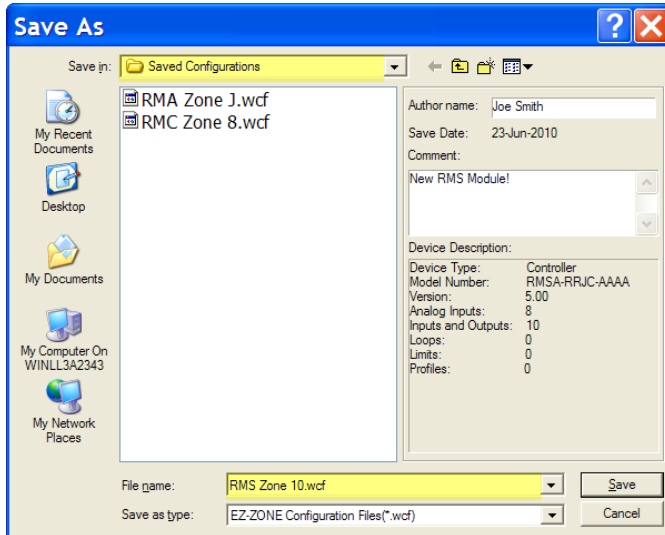 Save As
Save in: Saved Configurations
My Recent
Documents
Desktop
My Documents
My Computer On
WINLL3A2343
My Network
Places
RMA Zone J.wcf
RMC Zone 8.wcf
Author name: Joe Smith
Save Date: 23-Jun-2010
Comment:
New RMS Module!
Device Description:
Device Type: Controller
Model Number: RMSA-RRJC-AAAA
Version: 5.00
Analog Inputs: 8
Inputs and Outputs: 10
Loops: 0
Limits: 0
Profiles: 0
File name: RMS Zone 10.wcf Save
Save as type: EZ-ZONE Configuration Files(*.wcf) Cancel